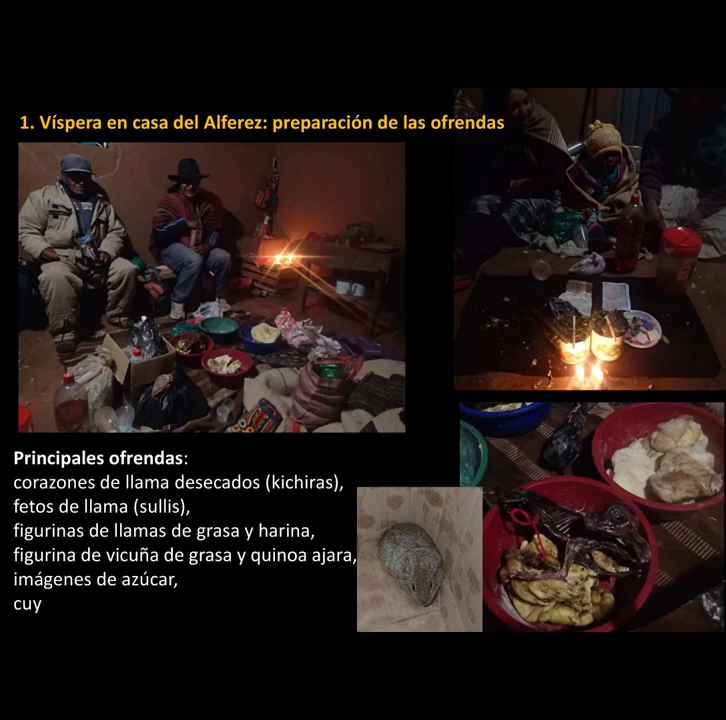 1. Víspera en casa del Alferez: preparación de las ofrendas
Principales ofrendas:
corazones de llama desecados (kichiras),
fetos de llama (sullis),
figurinas de llamas de grasa y harina,
figurina de vicuña de grasa y quinoa ajara,
imágenes de azúcar,
cuy